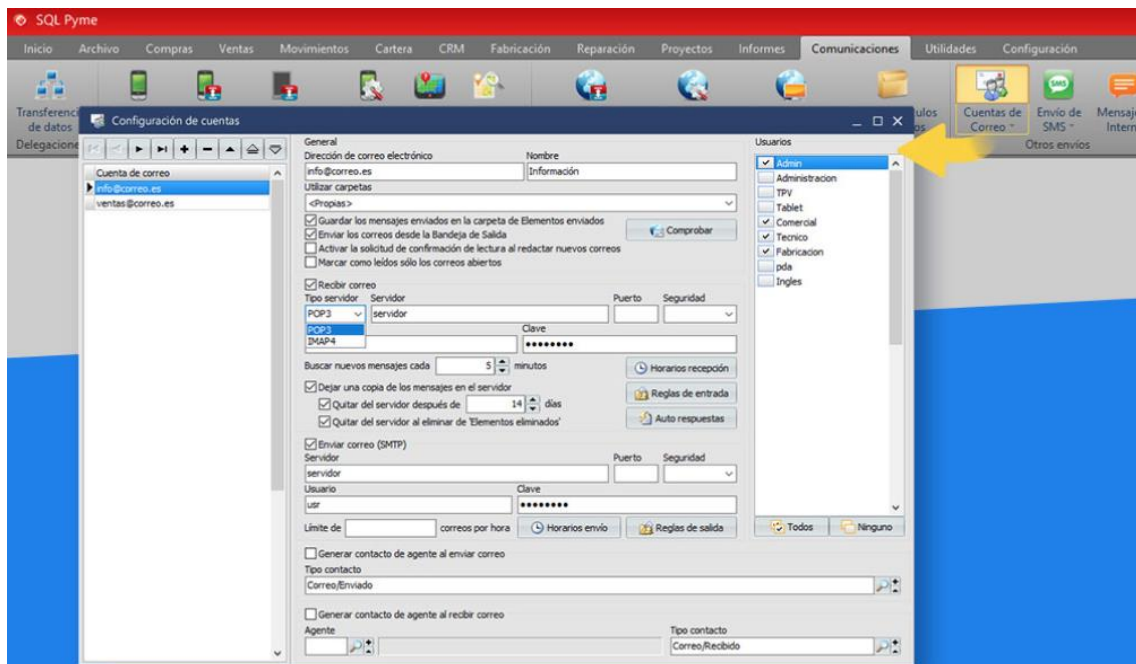 SQL Pyme
Inicio Archivo Compras Ventas Movimientos Cartera CRM Fabricación Reparación Proyectos Informes Comunicaciones Utilidades Configuración
SMS
Transferenci
de datos
Delegacione
ulos
os
Cuentas de
Correo
Envío de
SMS
Mensaje
Intern
Otros envíos
Configuración de cuentas
Cuenta de correo
info@correo.es
ventas@correo.es
General
Dirección de correo electrónico Nombre
info@correo.es Información
Utilizar carpetas
<Propias>
Guardar los mensajes enviados en la carpeta de Elementos enviados
Enviar los correos desde la Bandeja de Salida
Activar la solicitud de confirmación de lectura al redactar nuevos correos
Marcar como leídos sólo los correos abiertos
Comprobar
Recibir correo
Tipo servidor Servidor Puerto Seguridad
POP3 servidor
POP3
IMAP4
Clave
••••••••
Buscar nuevos mensajes cada 5 minutos
Horarios recepción
Dejar una copia de los mensajes en el servidor
Reglas de entrada
Quitar del servidor después de 14 días
Quitar del servidor al eliminar de 'Elementos eliminados'
Auto respuestas
Enviar correo (SMTP)
Servidor Puerto Seguridad
servidor
Usuario Clave
usr ••••••••
Límite de correos por hora Horarios envío Reglas de salida
Generar contacto de agente al enviar correo
Tipo contacto
Correo/Enviado
Generar contacto de agente al recibir correo
Agente Tipo contacto
Correo/Recibido
Usuarios
Admin
Administracion
TPV
Tablet
Comercial
Tecnico
Fabricacion
pda
Ingles
Todos Ninguno